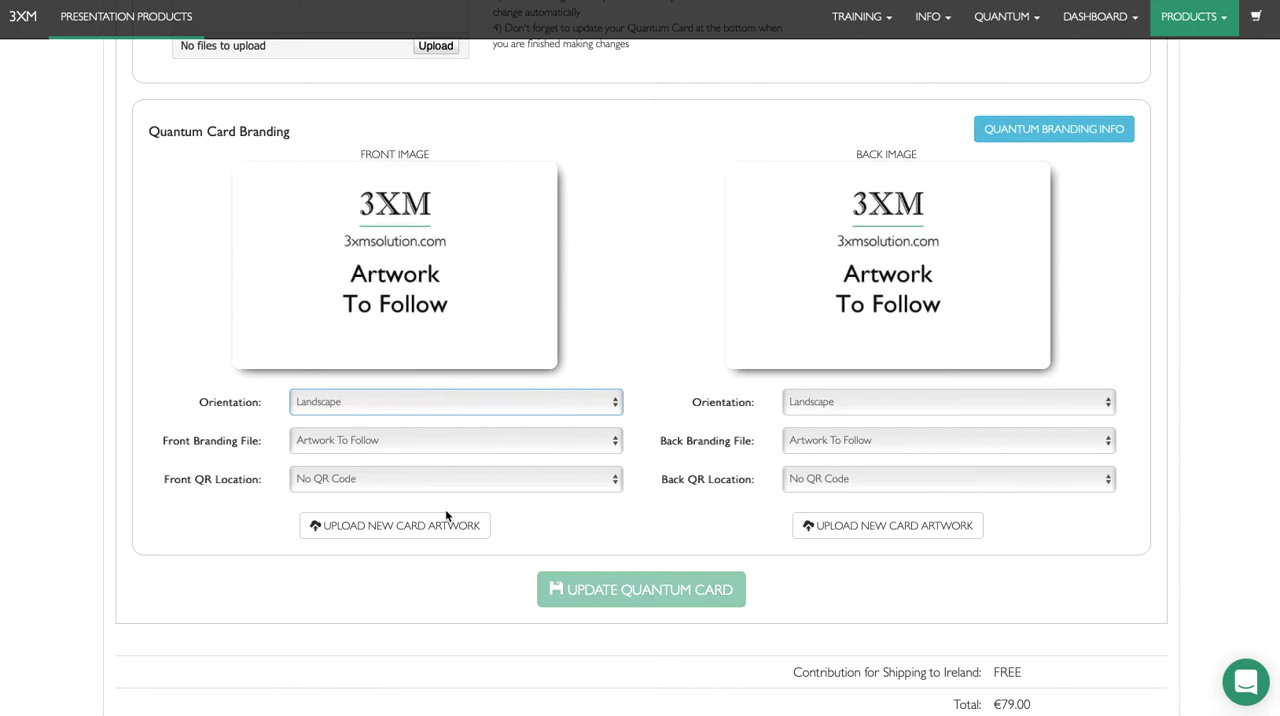 3XM
PRESENTATION PRODUCTS
TRAINING
INFO
QUANTUM
DASHBOARD
PRODUCTS
change automatically
4) Don't forget to update your Quantum Card at the bottom when
you are finished making changes
No files to upload
Upload
Quantum Card Branding
QUANTUM BRANDING INFO
FRONT IMAGE
3XM
3xmsolution.com
Artwork
To Follow
BACK IMAGE
3XM
3xmsolution.com
Artwork
To Follow
Orientation: Landscape
Front Branding File: Artwork To Follow
Front QR Location: No QR Code
UPLOAD NEW CARD ARTWORK
Orientation: Landscape
Back Branding File: Artwork To Follow
Back QR Location: No QR Code
UPLOAD NEW CARD ARTWORK
UPDATE QUANTUM CARD
Contribution for Shipping to Ireland: FREE
Total: €79.00